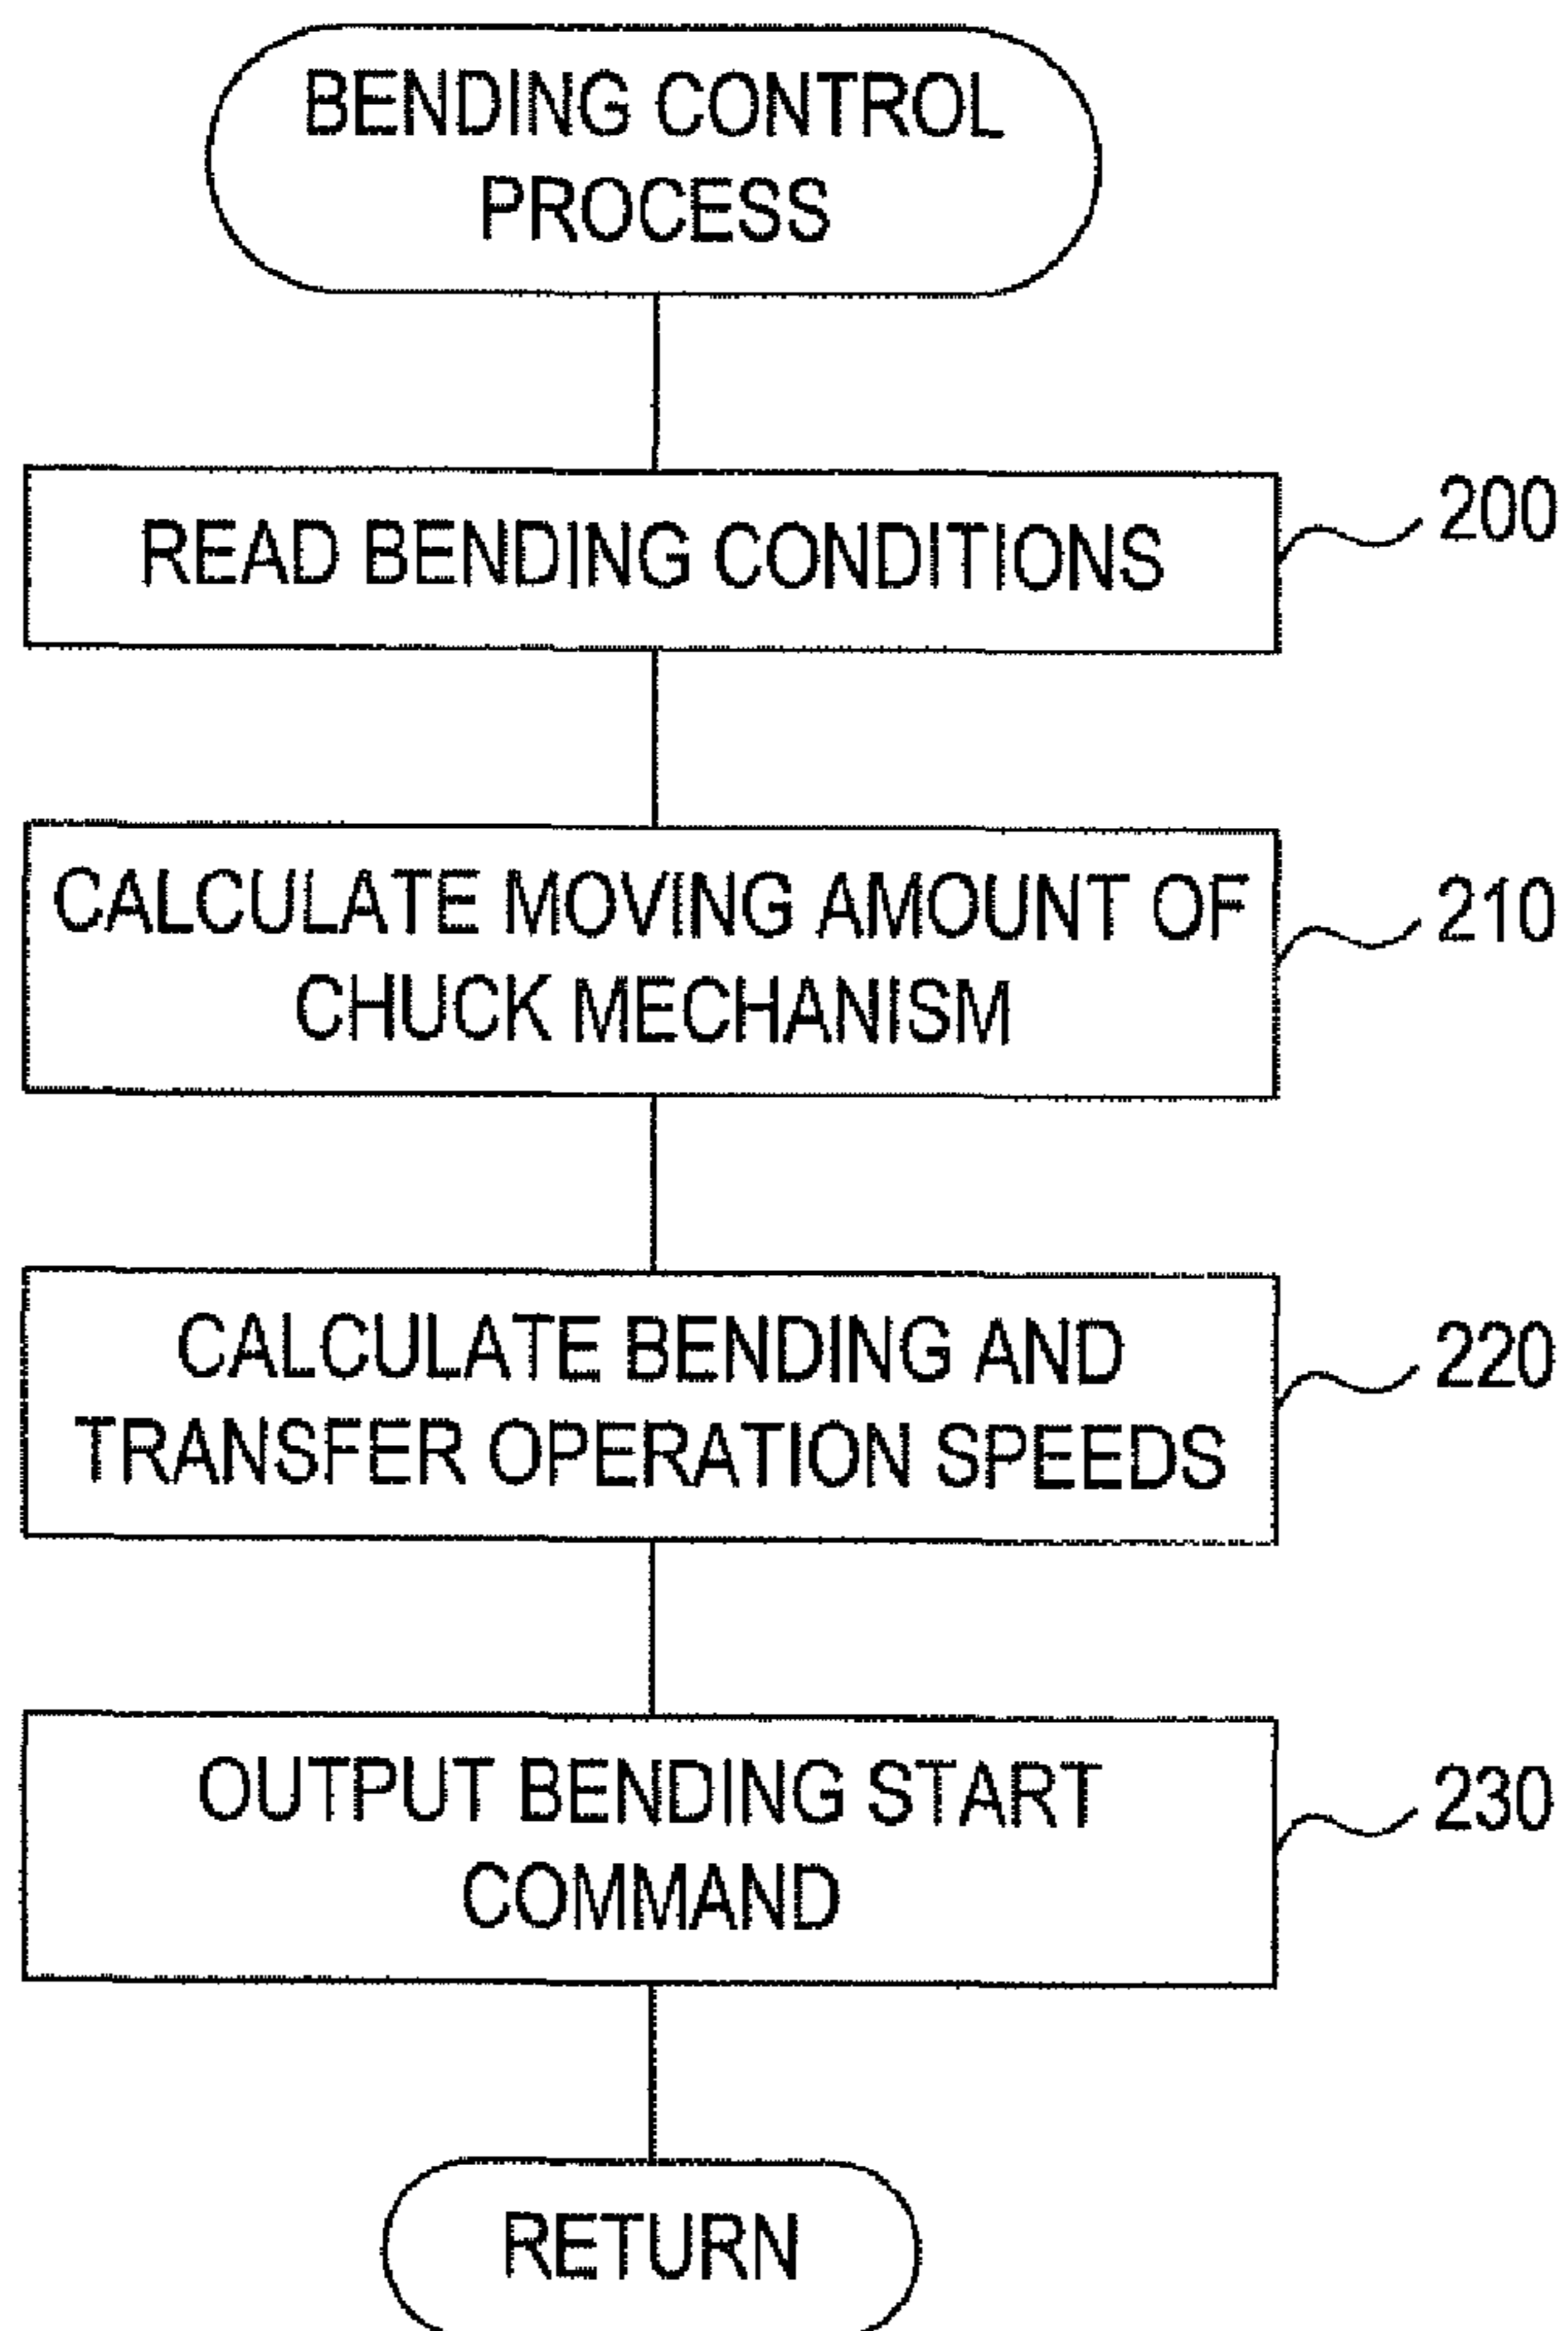 BENDING CONTROL
PROCESS
READ BENDING CONDITIONS
200
CALCULATE MOVING AMOUNT OF
CHUCK MECHANISM
210
CALCULATE BENDING AND
TRANSFER OPERATION SPEEDS
220
OUTPUT BENDING START
COMMAND
230
RETURN